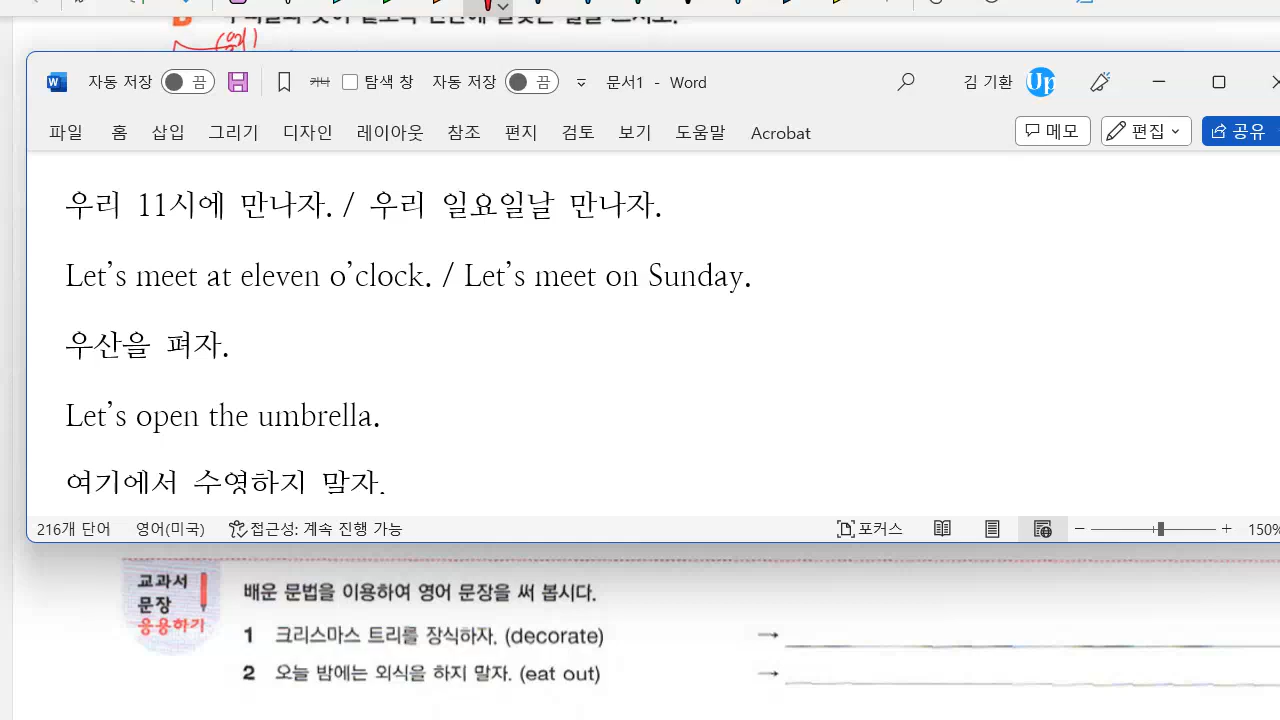 자동 저장 끔 가나 탐색 창 자동 저장 끔 문서1 - Word 김 기환 Up
파일 홈 삽입 그리기 디자인 레이아웃 참조 편지 검토 보기 도움말 Acrobat 메모 편집 공유
우리 11시에 만나자. / 우리 일요일날 만나자.
Let's meet at eleven o'clock. / Let's meet on Sunday.
우산을 펴자.
Let's open the umbrella.
여기에서 수영하지 말자.
216개 단어 영어(미국) 접근성: 계속 진행 가능 포커스 150%
교과서
문장
응용하기
배운 문법을 이용하여 영어 문장을 써 봅시다.
1 크리스마스 트리를 장식하자. (decorate) →
2 오늘 밤에는 외식을 하지 말자. (eat out) →